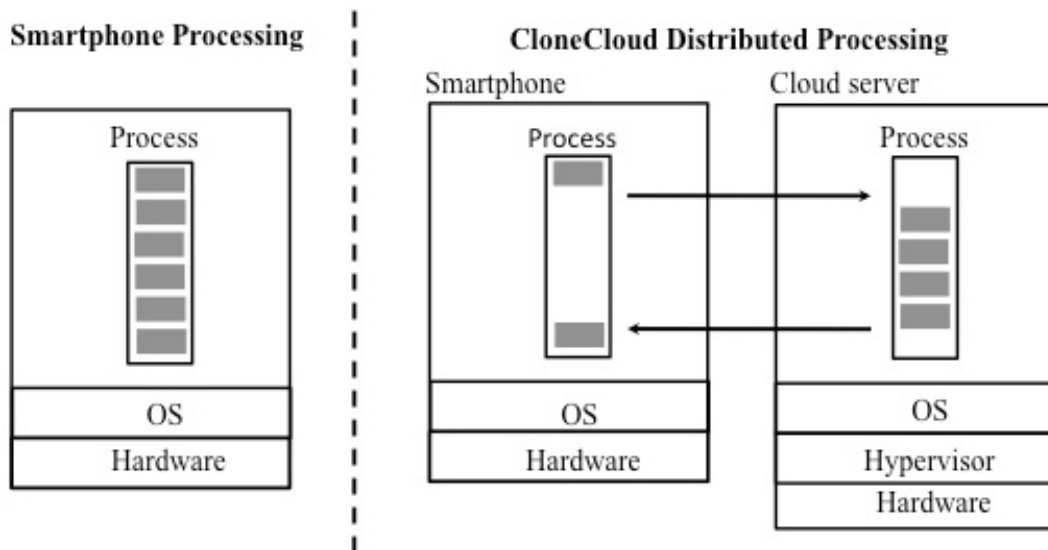 Smartphone Processing
Process
OS
Hardware
CloneCloud Distributed Processing
Smartphone
Process
OS
Hardware
Cloud server
Process
OS
Hypervisor
Hardware